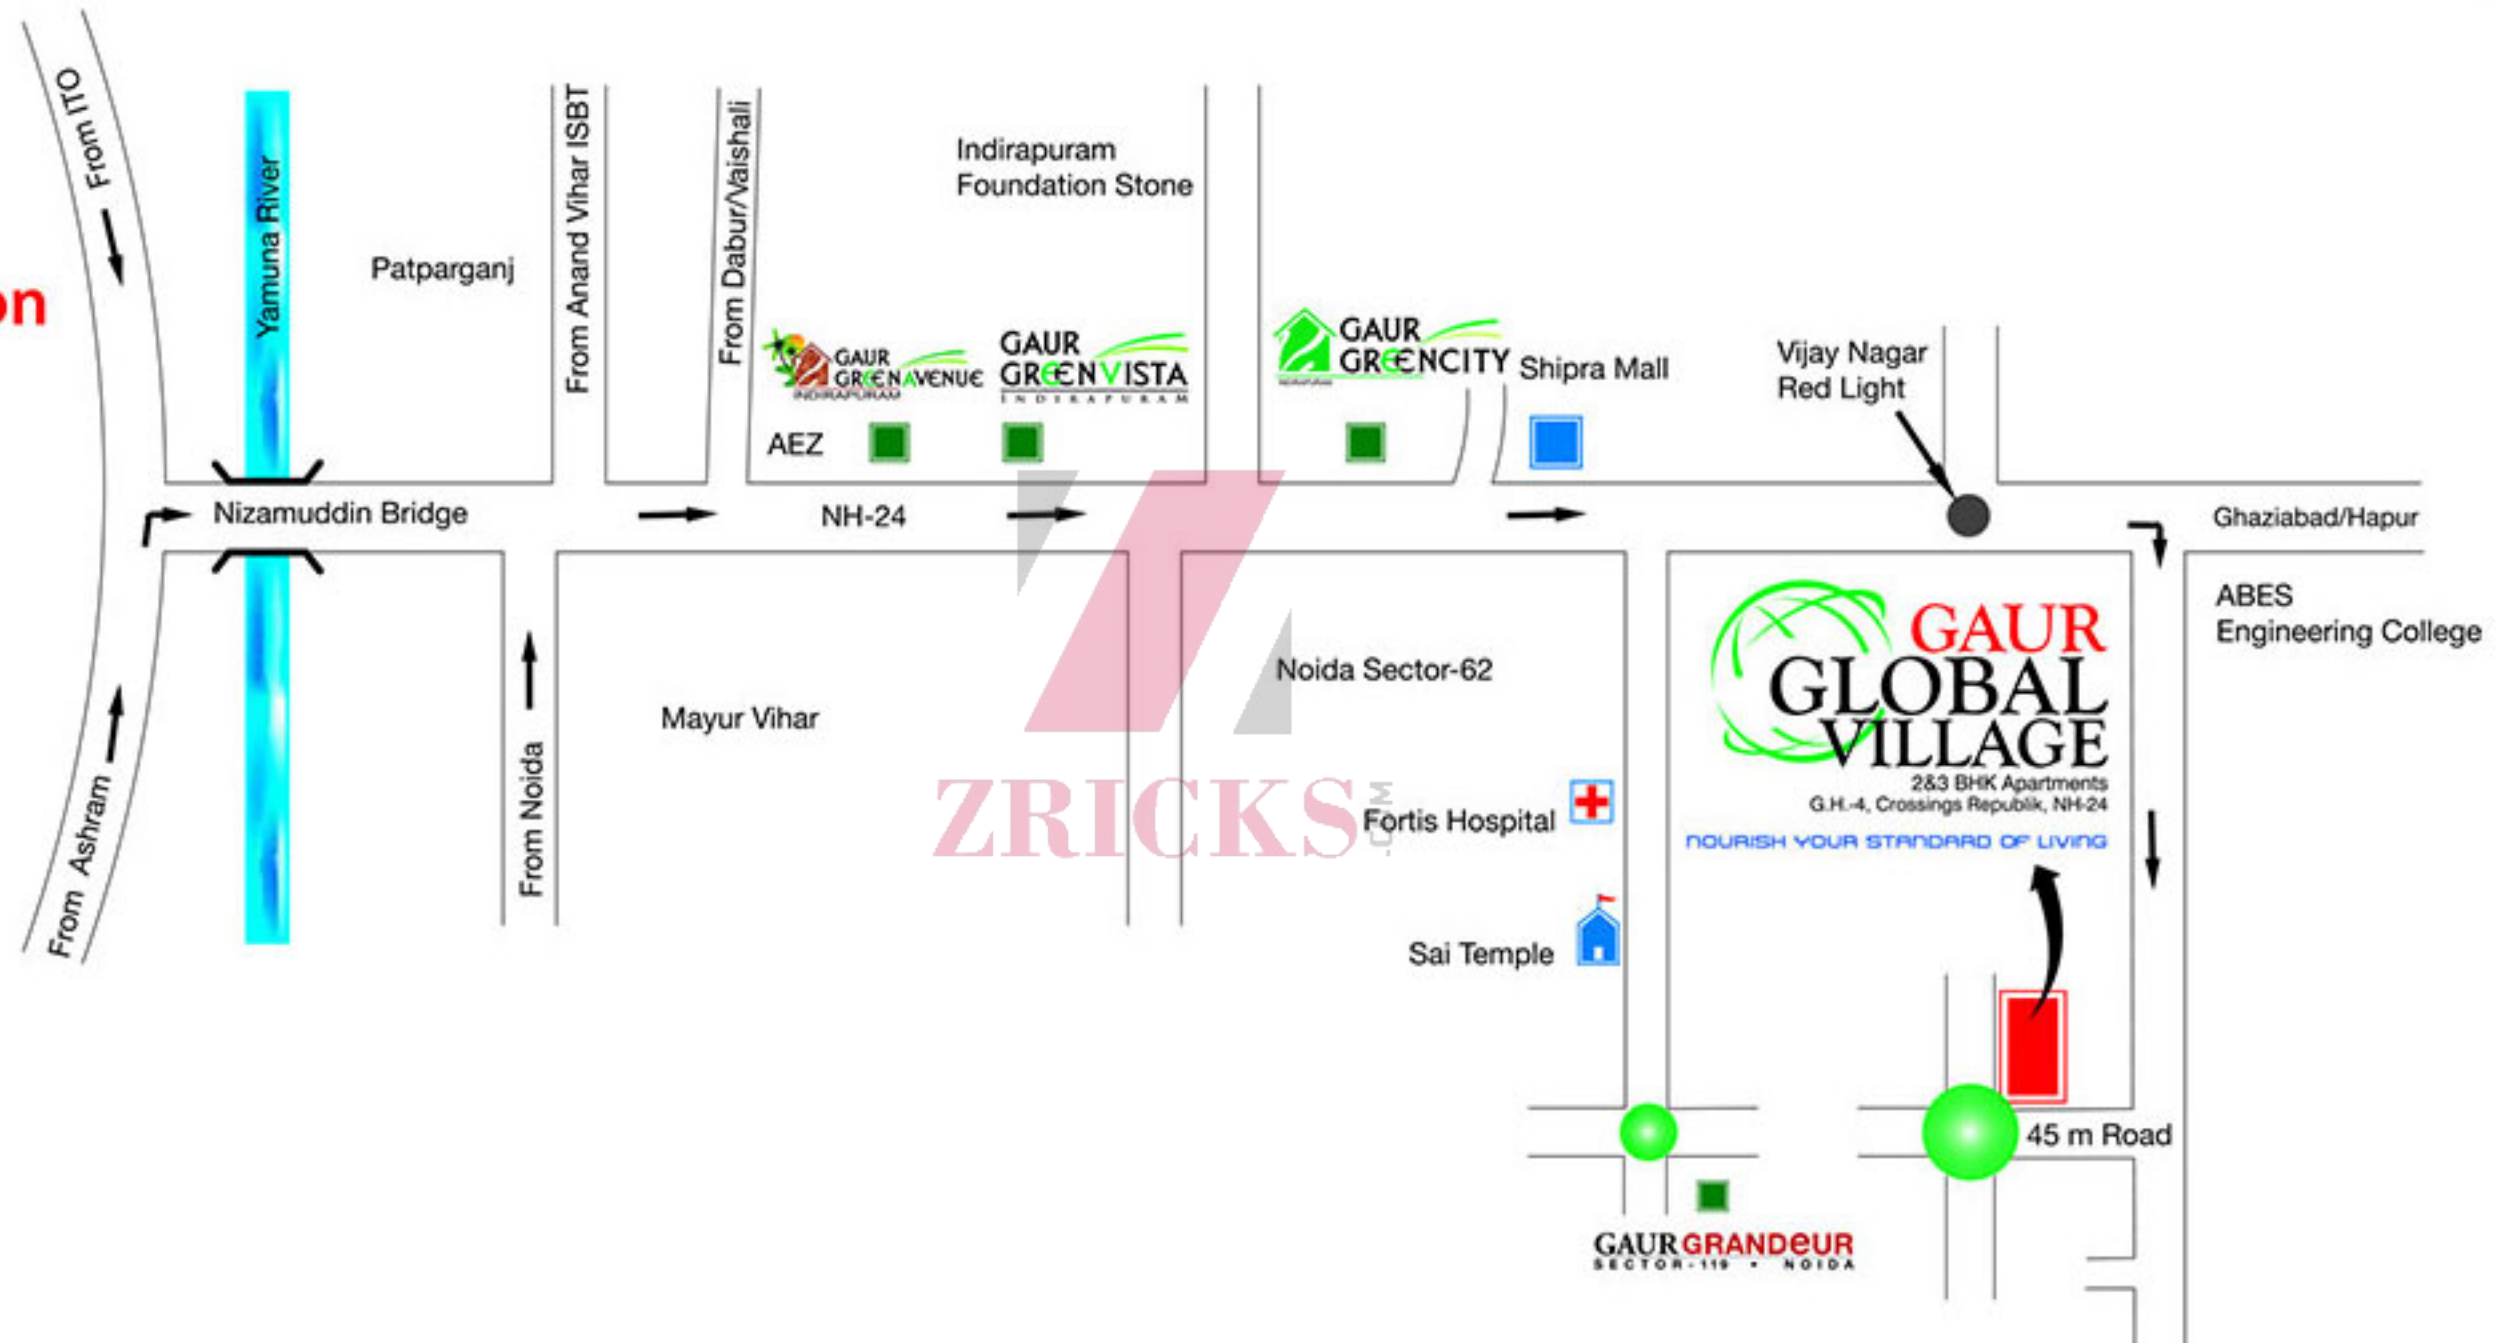 From ITO
on
Yamuna River
Patparganj
From Anand Vihar ISBT
From Dabur/Vaishali
Indirapuram
Foundation Stone
GAUR
GREENAVENUE
INDIRAPURAM
GAUR
GREENVISTA
INDIRAPURAM
GAUR
GREENCITY
Shipra Mall
Vijay Nagar
Red Light
AEZ
Nizamuddin Bridge
NH-24
Ghaziabad/Hapur
From Ashram
From Noida
Mayur Vihar
Noida Sector-62
Fortis Hospital
Sai Temple
GAUR
GLOBAL
VILLAGE
2&3 BHK Apartments
G.H.-4, Crossings Republik, NH-24
NOURISH YOUR STANDARD OF LIVING
ABES
Engineering College
ZRICKS
.COM
45 m Road
GAUR GRANDEUR
SECTOR-119 • NOIDA